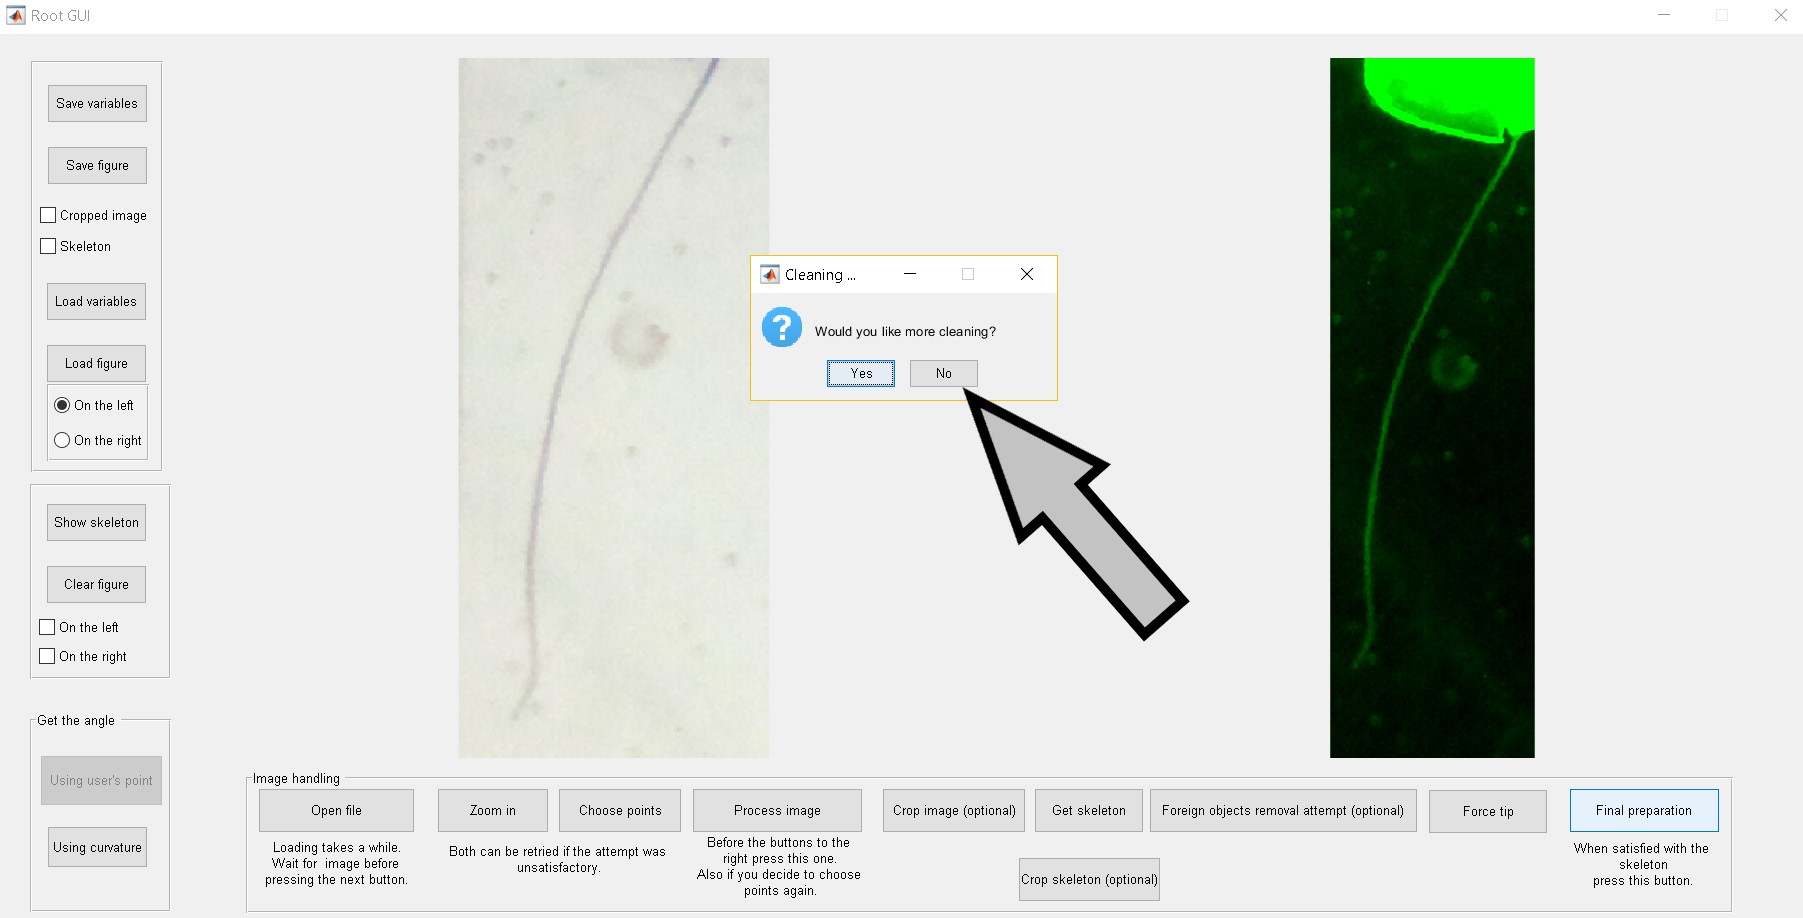 Root GUI
Save variables
Save figure
Cropped image
Skeleton
Load variables
Load figure
On the left
On the right
Show skeleton
Clear figure
On the left
On the right
Get the angle
Using user's point
Using curvature
Cleaning ...
Would you like more cleaning?
Yes
No
Image handling
Open file
Loading takes a while.
Wait for  image before
pressing the next button.
Zoom in
Choose points
Both can be retried if the attempt was
unsatisfactory.
Process image
Before the buttons to the
right press this one.
Also if you decide to choose
points again.
Crop image (optional)
Get skeleton
Foreign objects removal attempt (optional)
Crop skeleton (optional)
Force tip
Final preparation
When satisfied with the
skeleton
press this button.